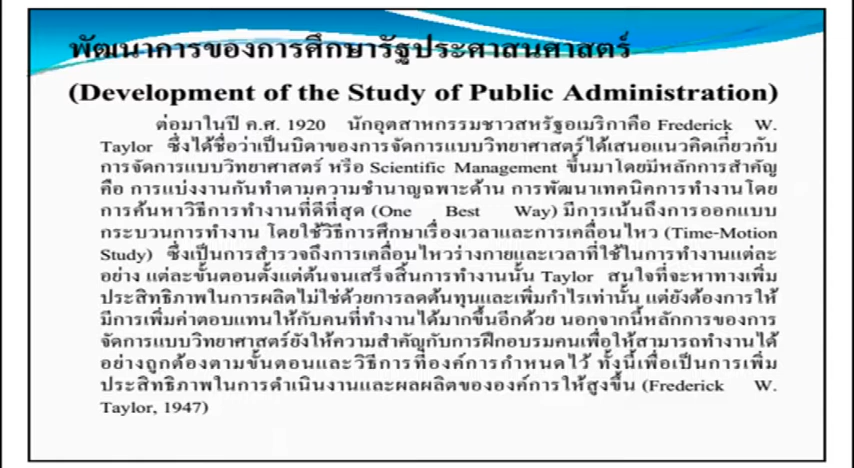 พัฒนาการของการศึกษารัฐประศาสนศาสตร์
(Development of the Study of Public Administration)
ต่อมาในปี ค.ศ. 1920 นักอุตสาหกรรมชาวสหรัฐอเมริกาคือ Frederick W.
Taylor ซึ่งได้ชื่อว่าเป็นบิดาของการจัดการแบบวิทยาศาสตร์ได้เสนอแนวคิดเกี่ยวกับ
การจัดการแบบวิทยาศาสตร์ หรือ Scientific Management ขึ้นมาโดยมีหลักการสำคัญ
คือ การแบ่งงานกันทำตามความชำนาญฉพาะด้าน การพัฒนาเทคนิคการทำงานโดย
การค้นหาวิธีการทำงานที่ดีที่สุด (One Best Way) มีการเน้นถึงการออกแบบ
กระบวนการทำงาน โดยใช้วิธีการศึกษาเรื่องเวลาและการเคลื่อนไหว (Time-Motion
Study) ซึ่งเป็นการสำรวจถึงการเคลื่อนไหวร่างกายและเวลาที่ใช้ในการทำงานแต่ละ
อย่าง แต่ละขั้นตอนตั้งแต่ต้นจนเสร็จสิ้นการทำงานนั้น Taylor สนใจที่จะหาทางเพิ่ม
ประสิทธิภาพในการผลิตไม่ใช่ด้วยการลดต้นทุนและเพิ่มกำไรเท่านั้น แต่ยังต้องการให้
มีการเพิ่มค่าตอบแทนให้กับคนที่ทำงานได้มากขึ้นอีกด้วย นอกจากนี้หลักการของการ
จัดการแบบวิทยาศาสตร์ยังให้ความสำคัญกับการฝึกอบรมคนเพื่อให้สามารถทำงานได้
อย่างถูกต้องตามขั้นตอนและวิธีการที่องค์การกำหนดไว้ ทั้งนี้เพื่อเป็นการเพิ่ม
ประสิทธิภาพในการดำเนินงานและผลผลิตขององค์การให้สูงขึ้น (Frederick W.
Taylor, 1947)